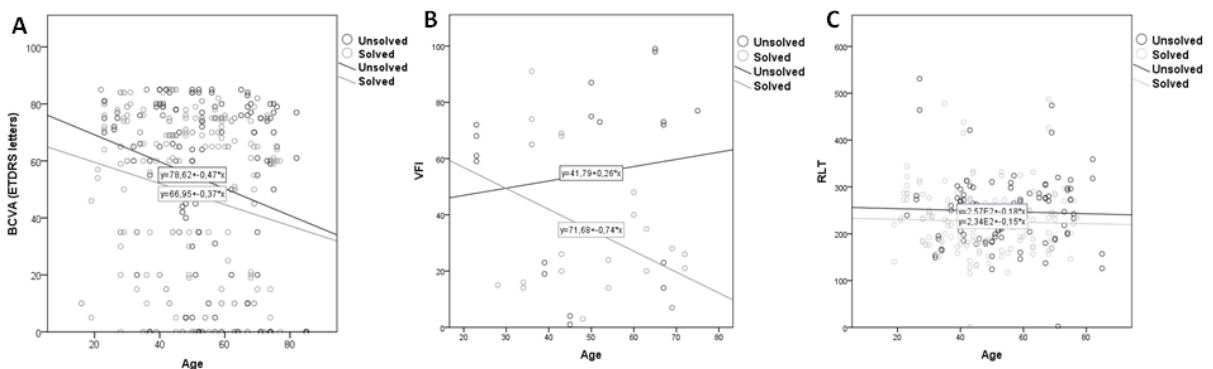 A
BCVA (ETDRS letters)
100
80
60
40
20
0
20
40
60
80
Age
y=78,62+-0,47*x
y=66,95+-0,37*x
Unsolved
Solved
Unsolved
Solved
B
VFI
100
80
60
40
20
0
20
30
40
50
60
70
80
Age
y=41,79+0,26*x
y=71,68+-0,74*x
Unsolved
Solved
Unsolved
Solved
C
RLT
600
500
400
300
200
100
0
20
40
60
80
Age
y=2,57E2+-0,18*x
y=2,34E2+-0,15*x
Unsolved
Solved
Unsolved
Solved